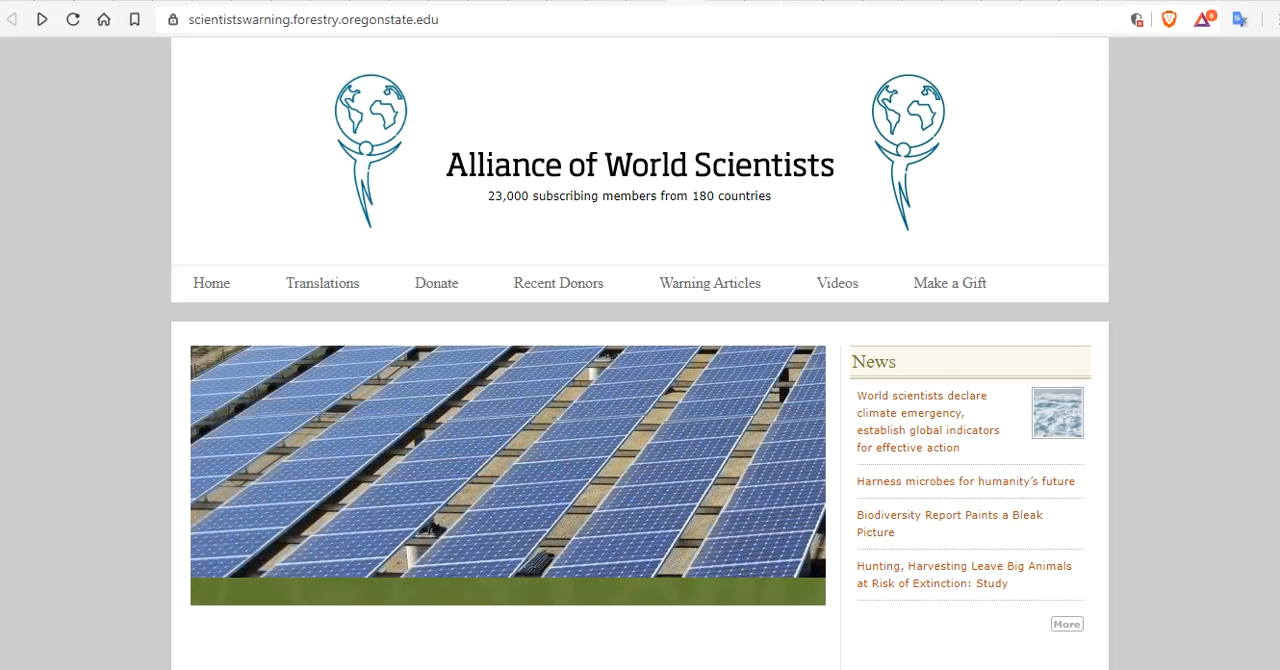 scientistswarning.forestry.oregonstate.edu
Alliance of World Scientists
23,000 subscribing members from 180 countries
Home Translations Donate Recent Donors Warning Articles Videos Make a Gift
News
World scientists declare
climate emergency,
establish global indicators
for effective action
Harness microbes for humanity’s future
Biodiversity Report Paints a Bleak
Picture
Hunting, Harvesting Leave Big Animals
at Risk of Extinction: Study
More